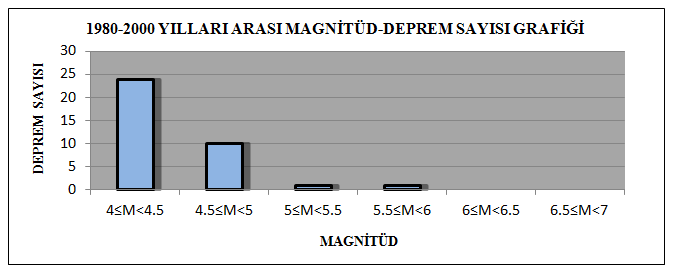 1980-2000 YILLARI ARASI MAGNİTÜD-DEPREM SAYISI GRAFİĞİ
DEPREM SAYISI
30
25
20
15
10
5
0
4≤M<4.5 4.5≤M<5 5≤M<5.5 5.5≤M<6 6≤M<6.5 6.5≤M<7
MAGNİTÜD